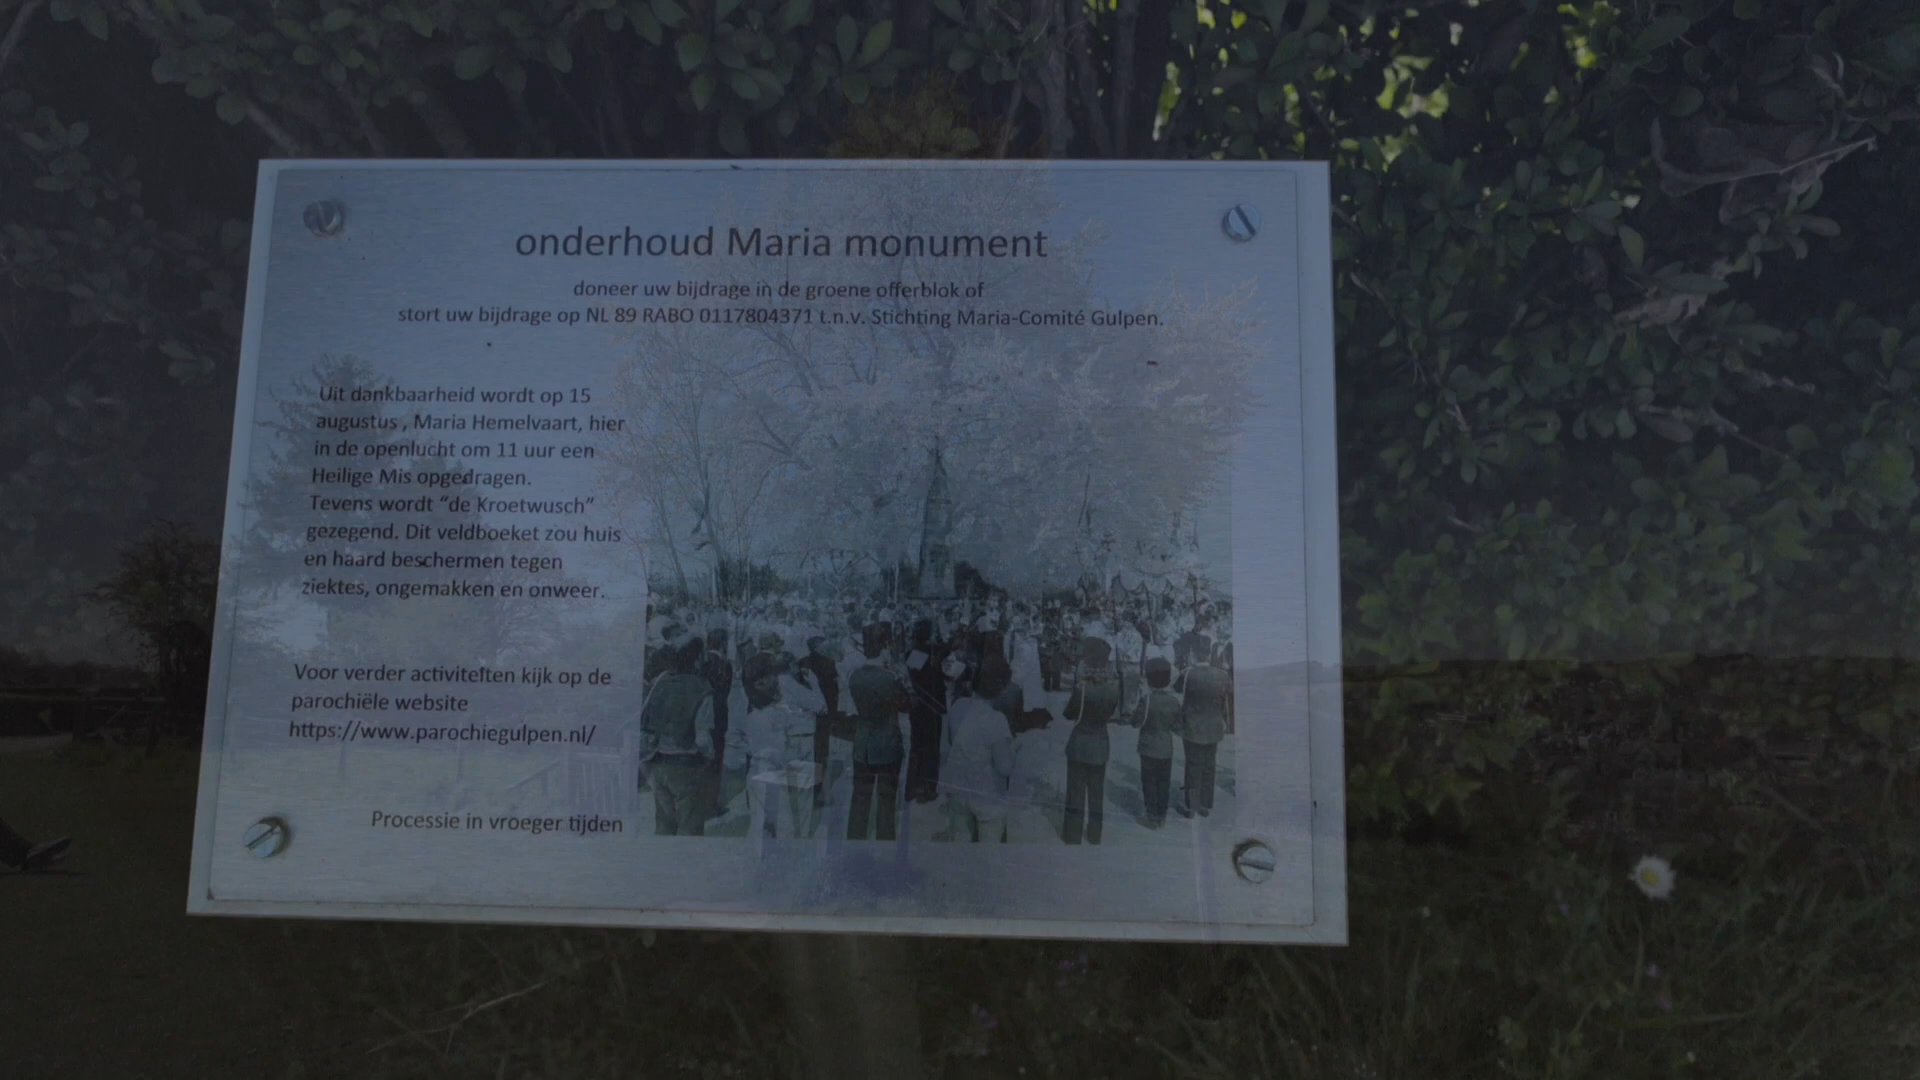 onderhoud Maria monument
doneer uw bijdrage in de groene offerblok of
stort uw bijdrage op NL 89 RABO 0117804371 t.n.v. Stichting Maria-Comité Gulpen.
Uit dankbaarheid wordt op 15
augustus , Maria Hemelvaart, hier
in de openlucht om 11 uur een
Heilige Mis opgedragen.
Tevens wordt “de Kroetwusch”
gezegend. Dit veldboeket zou huis
en haard beschermen tegen
ziektes, ongemakken en onweer.
Voor verder activiteiten kijk op de
parochiële website
https://www.parochiegulpen.nl/
Processie in vroeger tijden